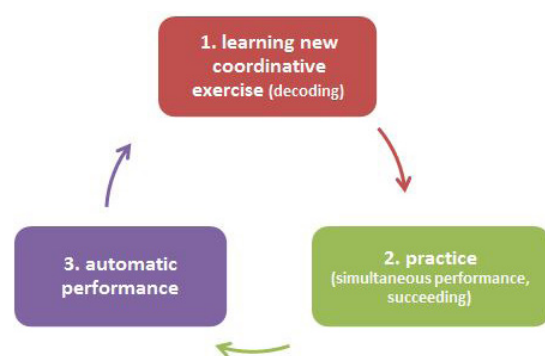 1. learning new
coordinative
exercise (decoding)
2. practice
(simultaneous performance,
succeeding)
3. automatic
performance